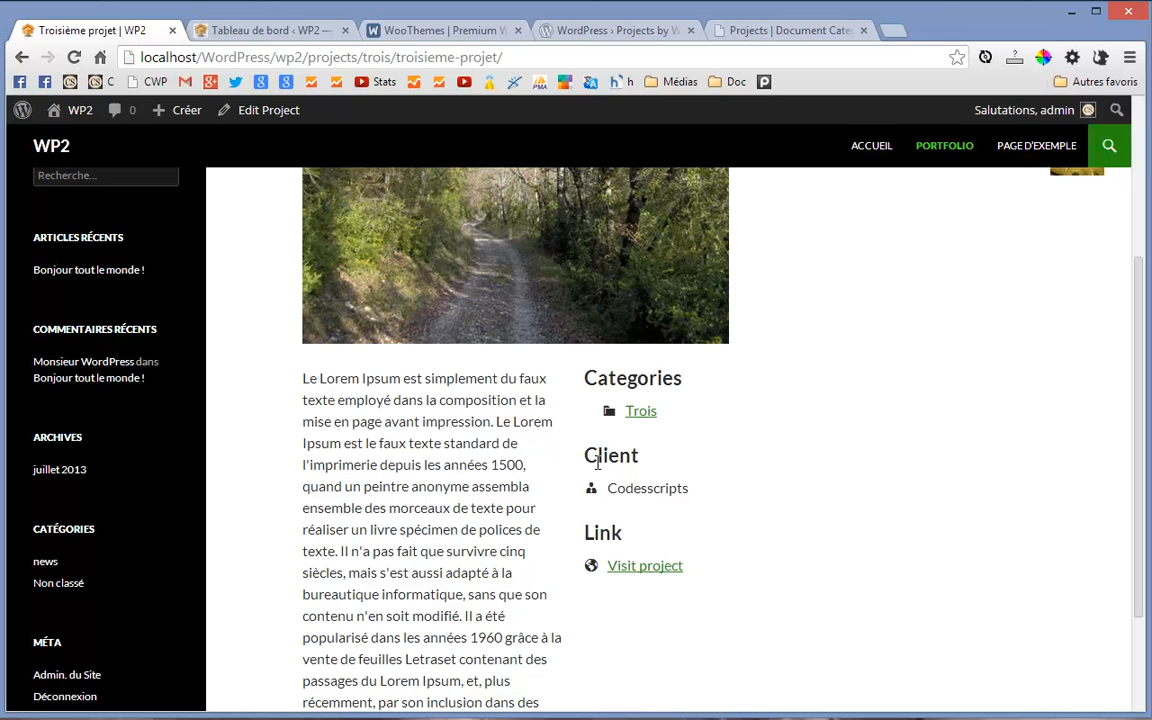 Troisième projet | WP2
Tableau de bord ‹ WP2 —
WooThemes | Premium W
WordPress › Projects by W
Projects | Document Cate
localhost/WordPress/wp2/projects/trois/troisieme-projet/
C
CWP
Stats
h
Médias
Doc
Autres favoris
WP2
0
Créer
Edit Project
Salutations, admin
WP2
ACCUEIL
PORTFOLIO
PAGE D'EXEMPLE
Recherche...
ARTICLES RÉCENTS
Bonjour tout le monde !
COMMENTAIRES RÉCENTS
Monsieur WordPress dans
Bonjour tout le monde !
ARCHIVES
juillet 2013
CATÉGORIES
news
Non classé
MÉTA
Admin. du Site
Déconnexion
Le Lorem Ipsum est simplement du faux
texte employé dans la composition et la
mise en page avant impression. Le Lorem
Ipsum est le faux texte standard de
l'imprimerie depuis les années 1500,
quand un peintre anonyme assembla
ensemble des morceaux de texte pour
réaliser un livre spécimen de polices de
texte. Il n'a pas fait que survivre cinq
siècles, mais s'est aussi adapté à la
bureautique informatique, sans que son
contenu n'en soit modifié. Il a été
popularisé dans les années 1960 grâce à la
vente de feuilles Letraset contenant des
passages du Lorem Ipsum, et, plus
récemment, par son inclusion dans des
Categories
Trois
Client
Codesscripts
Link
Visit project